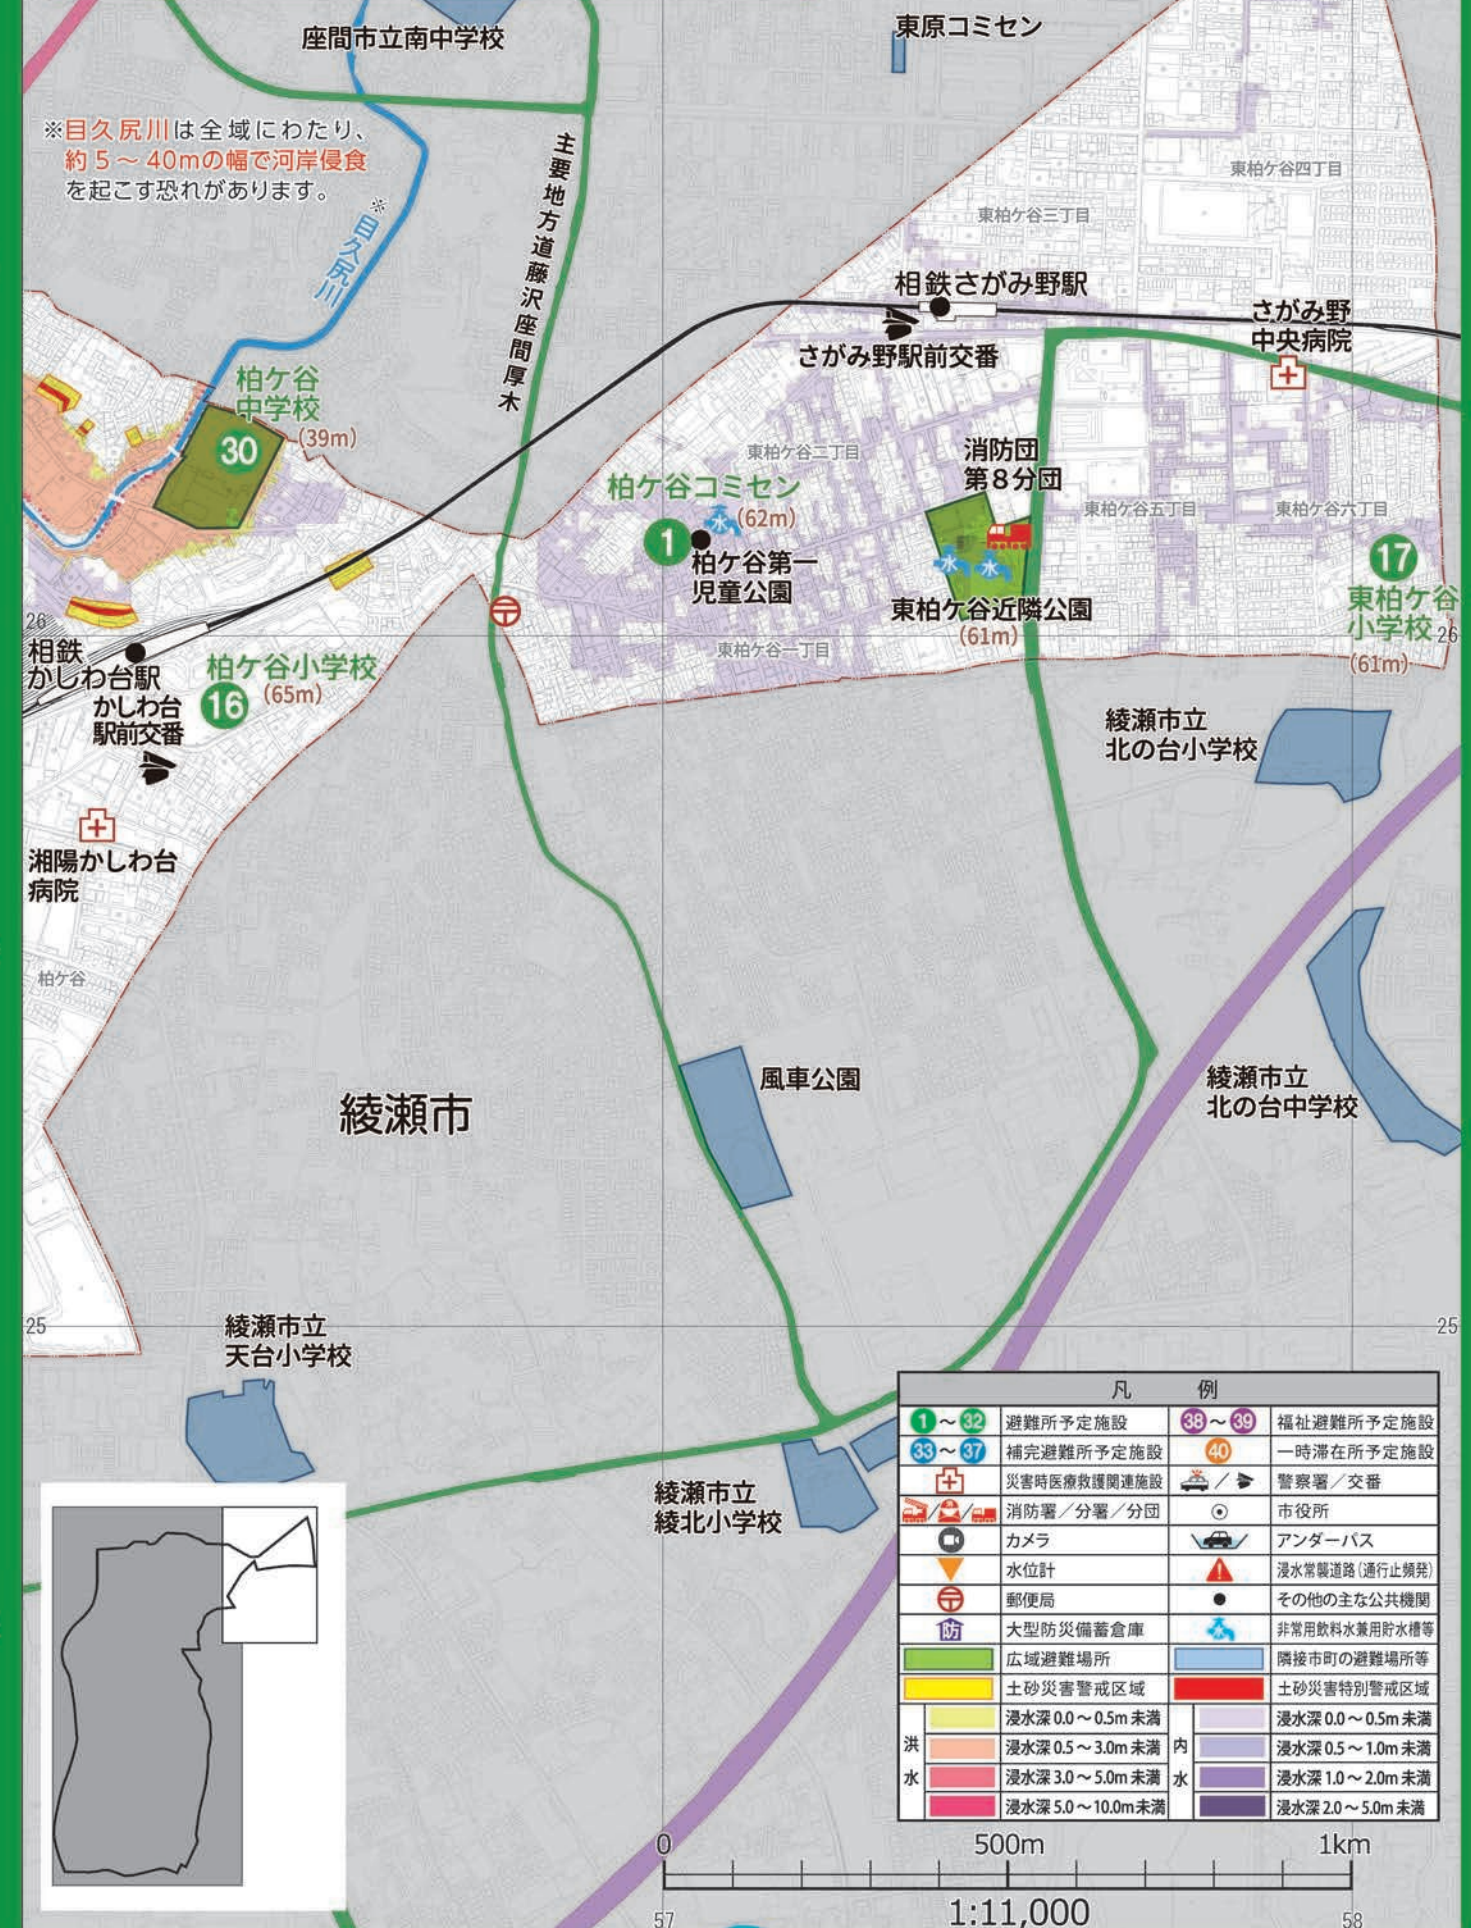 座間市立南中学校
東原コミセン
※目久尻川は全域にわたり、
約5～40mの幅で河岸侵食
を起こす恐れがあります。
※目久尻川
主要地方道藤沢座間厚木
東柏ケ谷四丁目
東柏ケ谷三丁目
相鉄さがみ野駅
さがみ野駅前交番
さがみ野
中央病院
柏ケ谷
中学校
(39m)
30
東柏ケ谷二丁目
消防団
第8分団
柏ケ谷コミセン
(62m)
水
1
柏ケ谷第一
児童公園
水
水
東柏ケ谷近隣公園
(61m)
東柏ケ谷五丁目
東柏ケ谷六丁目
17
東柏ケ谷
小学校
(61m)
26
26
東柏ケ谷一丁目
相鉄
かしわ台駅
柏ケ谷小学校
16
(65m)
かしわ台
駅前交番
湘陽かしわ台
病院
柏ケ谷
綾瀬市立
北の台小学校
綾瀬市
風車公園
綾瀬市立
北の台中学校
25
25
綾瀬市立
天台小学校
綾瀬市立
綾北小学校
凡 例
1～32 避難所予定施設 38～39 福祉避難所予定施設
33～37 補完避難所予定施設 40 一時滞在所予定施設
災害時医療救護関連施設 / 警察署／交番
/ / 消防署／分署／分団 市役所
カメラ アンダーパス
水位計 浸水常襲道路(通行止頻発)
郵便局 その他の主な公共機関
防 大型防災備蓄倉庫 水 非常用飲料水兼用貯水槽等
広域避難場所 隣接市町の避難場所等
土砂災害警戒区域 土砂災害特別警戒区域
洪水 浸水深0.0～0.5m未満 内水 浸水深0.0～0.5m未満
浸水深0.5～3.0m未満 浸水深0.5～1.0m未満
浸水深3.0～5.0m未満 浸水深1.0～2.0m未満
浸水深5.0～10.0m未満 浸水深2.0～5.0m未満
0 500m 1km
1:11,000
57 58